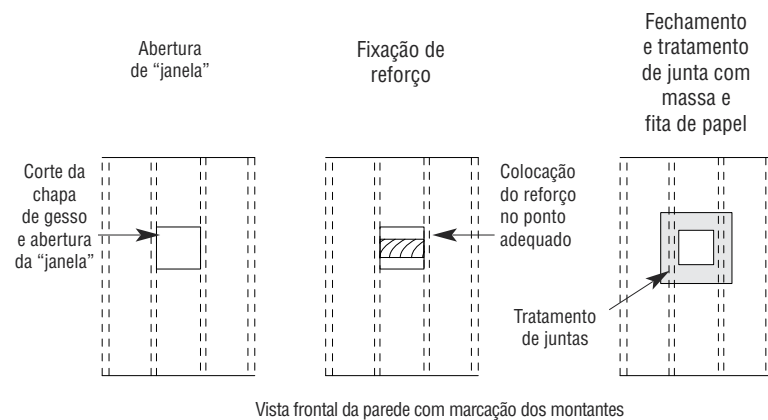 Abertura
de “janela”
Fixação de
reforço
Fechamento
e tratamento
de junta com
massa e
fita de papel
Corte da
chapa
de gesso
e abertura
da “janela”
Colocação
do reforço
no ponto
adequado
Tratamento
de juntas
Vista frontal da parede com marcação dos montantes